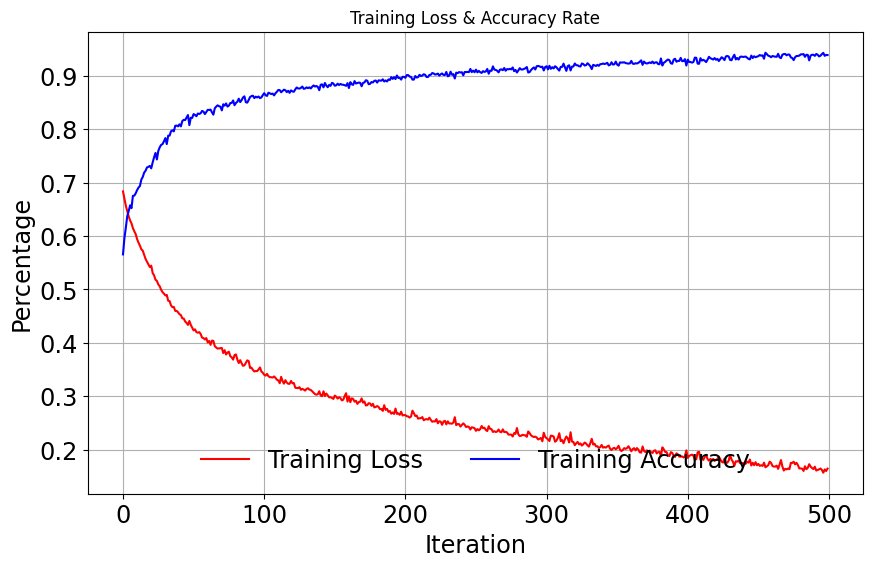 Training Loss & Accuracy Rate
0.9
0.8
0.7
0.6
0.5
0.4
0.3
0.2
Percentage
Training Loss Training Accuracy
0 100 200 300 400 500
Iteration